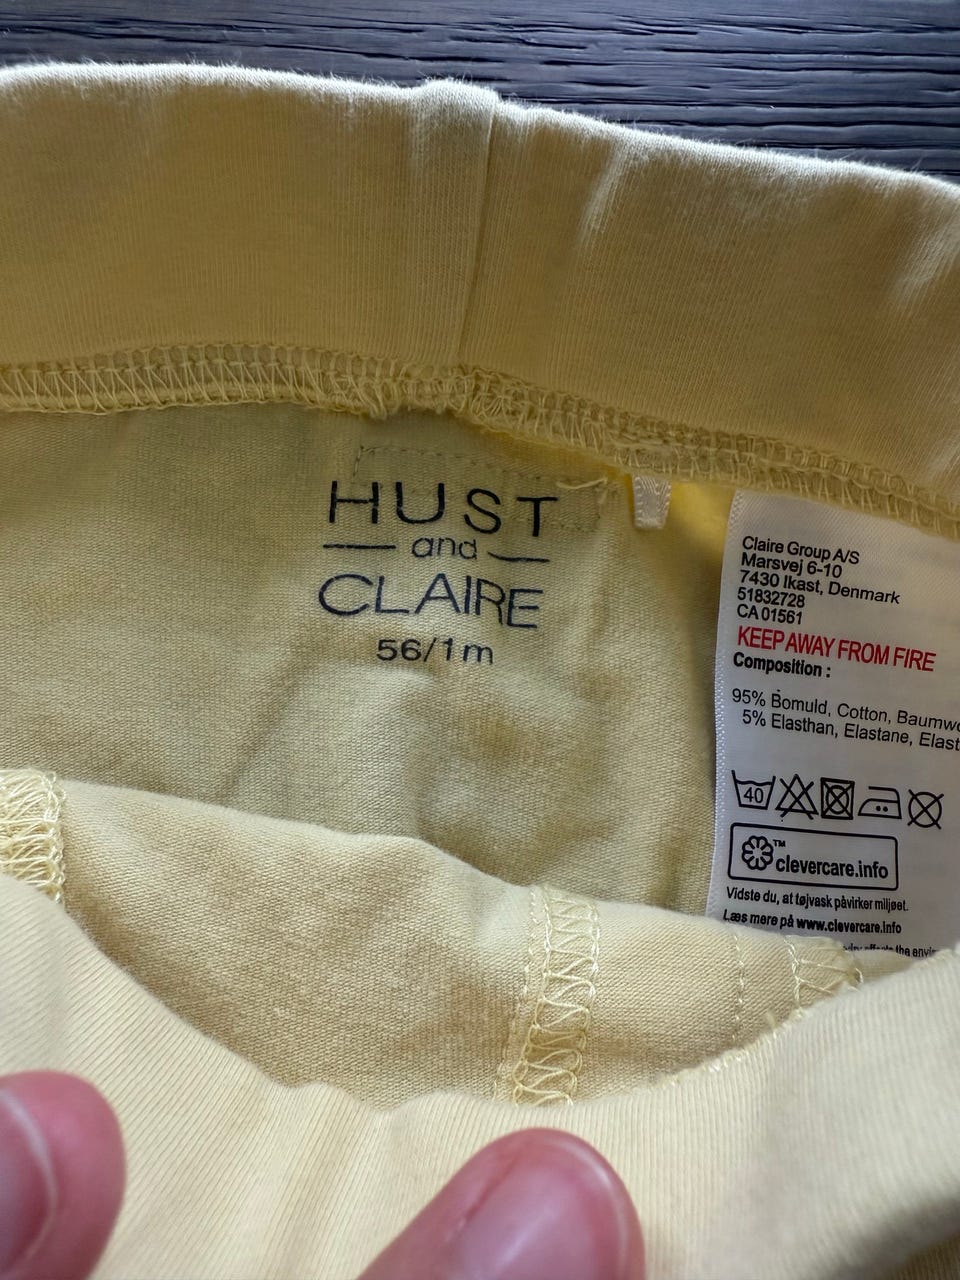 HUST
and
CLAIRE
56/1m
Claire Group A/S
Marsvej 6-10
7430 Ikast, Denmark
51832728
CA 01561
KEEP AWAY FROM FIRE
Composition :
95% Bomuld, Cotton, Baumwo
5% Elasthan, Elastane, Elast
40
TM
clevercare.info
Vidste du, at tøjvask påvirker miljøet.
Læs mere på www.clevercare.info
the